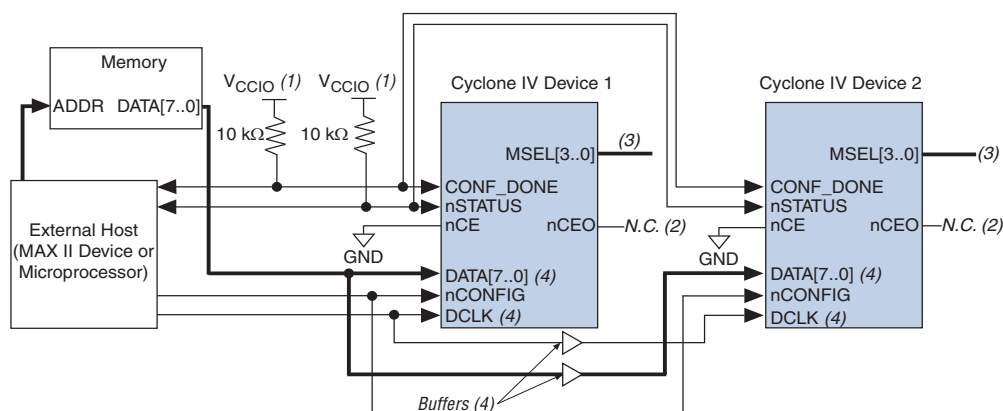 Memory
ADDR DATA[7..0]
VCCIO (1)
VCCIO (1)
10 kΩ
10 kΩ
External Host
(MAX II Device or
Microprocessor)
Cyclone IV Device 1
MSEL[3..0]
(3)
CONF_DONE
nSTATUS
nCE
nCEO
N.C. (2)
GND
DATA[7..0] (4)
nCONFIG
DCLK (4)
Cyclone IV Device 2
MSEL[3..0]
(3)
CONF_DONE
nSTATUS
nCE
nCEO
N.C. (2)
GND
DATA[7..0] (4)
nCONFIG
DCLK (4)
Buffers (4)